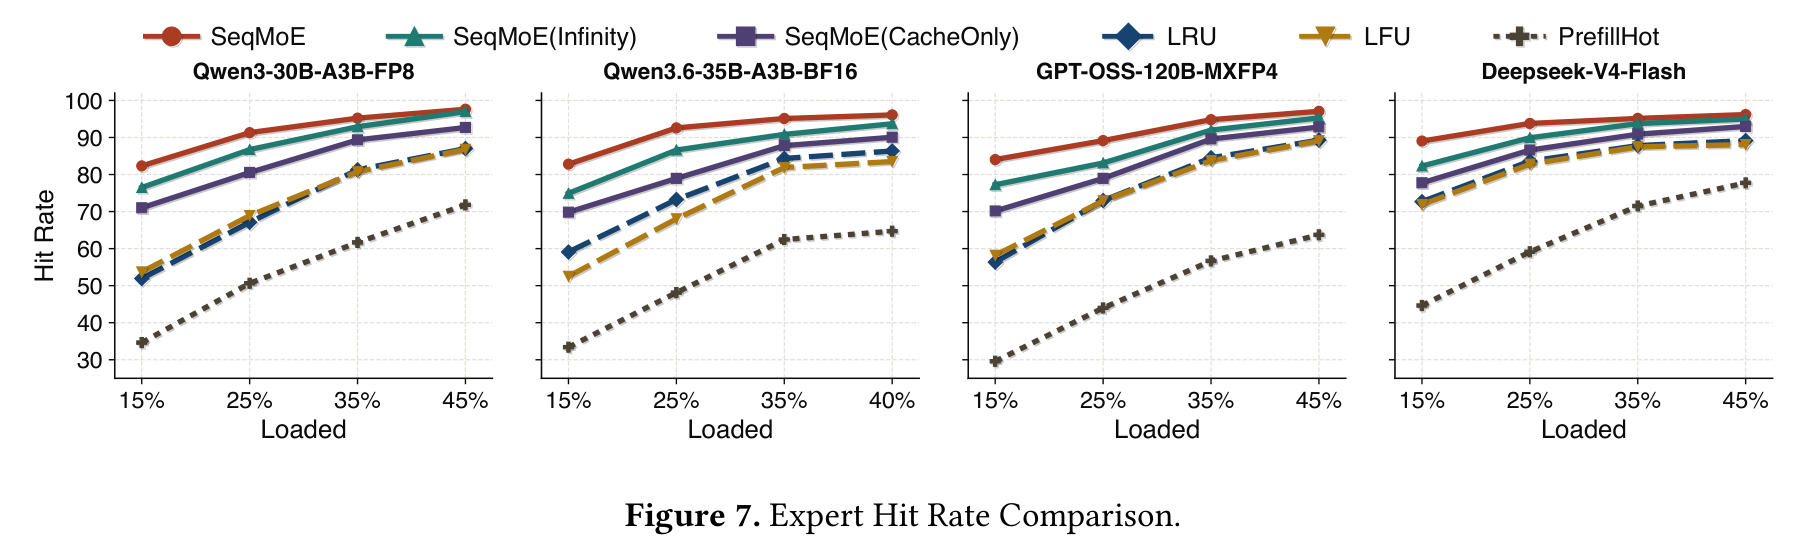 SeqMoE SeqMoE(Infinity) SeqMoE(CacheOnly) LRU LFU PrefillHot
Qwen3-30B-A3B-FP8 Qwen3.6-35B-A3B-BF16 GPT-OSS-120B-MXFP4 Deepseek-V4-Flash
Hit Rate
100
90
80
70
60
50
40
30
15% 25% 35% 45% 15% 25% 35% 40% 15% 25% 35% 45% 15% 25% 35% 45%
Loaded Loaded Loaded Loaded
Figure 7. Expert Hit Rate Comparison.